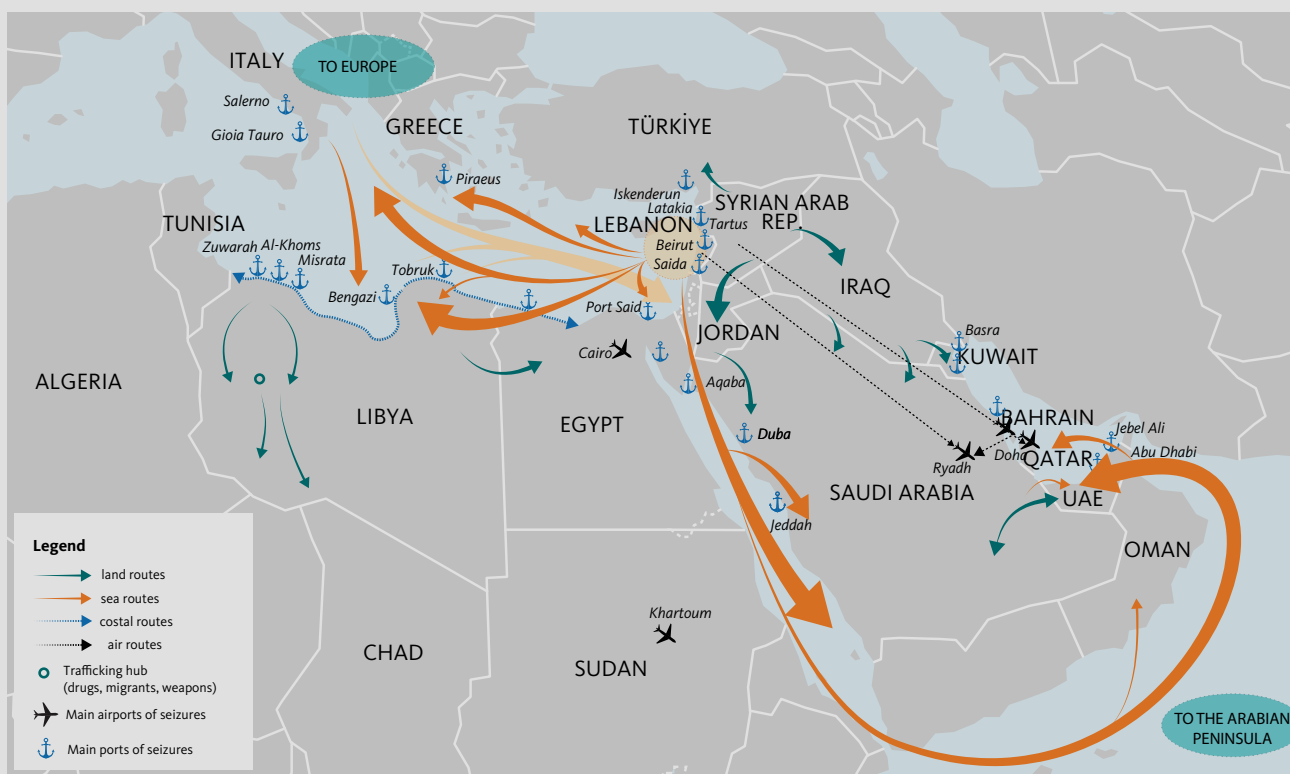 ITALY
TO EUROPE
Salerno
Gioia Tauro
GREECE
TÜRKİYE
Piraeus
Iskenderun
Latakia
SYRIAN ARAB
REP.
TUNISIA
LEBANON
Tartus
Zuwarah
Al-Khoms
Misrata
Beirut
Saida
Tobruk
Bengazi
IRAQ
Port Said
JORDAN
Basra
Cairo
KUWAIT
ALGERIA
Aqaba
LIBYA
EGYPT
BAHRAIN
Duba
Jebel Ali
Doha
QATAR
Abu Dhabi
Ryadh
SAUDI ARABIA
UAE
Jeddah
OMAN
Legend
land routes
sea routes
costal routes
air routes
Trafficking hub
(drugs, migrants, weapons)
Main airports of seizures
Main ports of seizures
Khartoum
CHAD
SUDAN
TO THE ARABIAN
PENINSULA